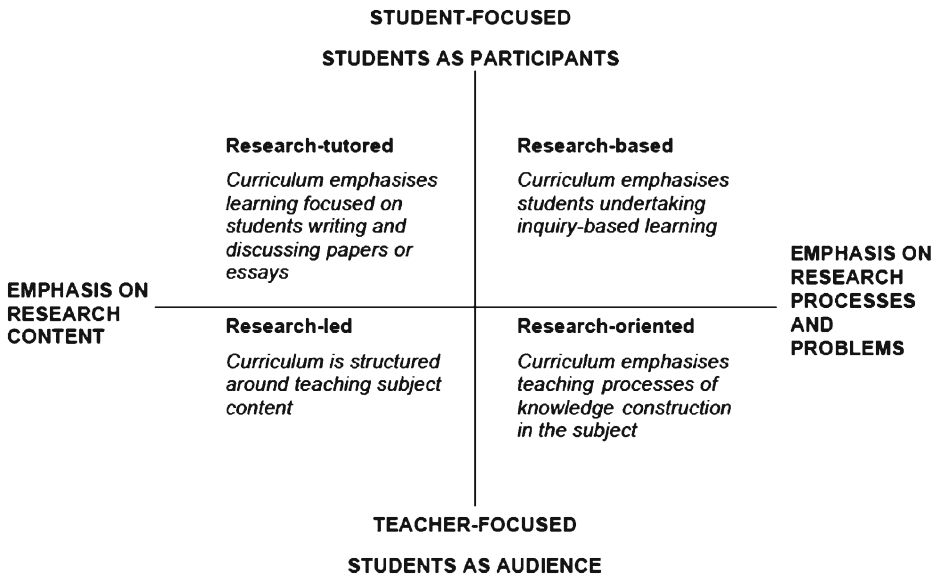 STUDENT-FOCUSED
STUDENTS AS PARTICIPANTS
Research-tutored
Curriculum emphasises
learning focused on
students writing and
discussing papers or
essays
Research-based
Curriculum emphasises
students undertaking
inquiry-based learning
EMPHASIS ON
RESEARCH
CONTENT
EMPHASIS ON
RESEARCH
PROCESSES
AND
PROBLEMS
Research-led
Curriculum is structured
around teaching subject
content
Research-oriented
Curriculum emphasises
teaching processes of
knowledge construction
in the subject
TEACHER-FOCUSED
STUDENTS AS AUDIENCE